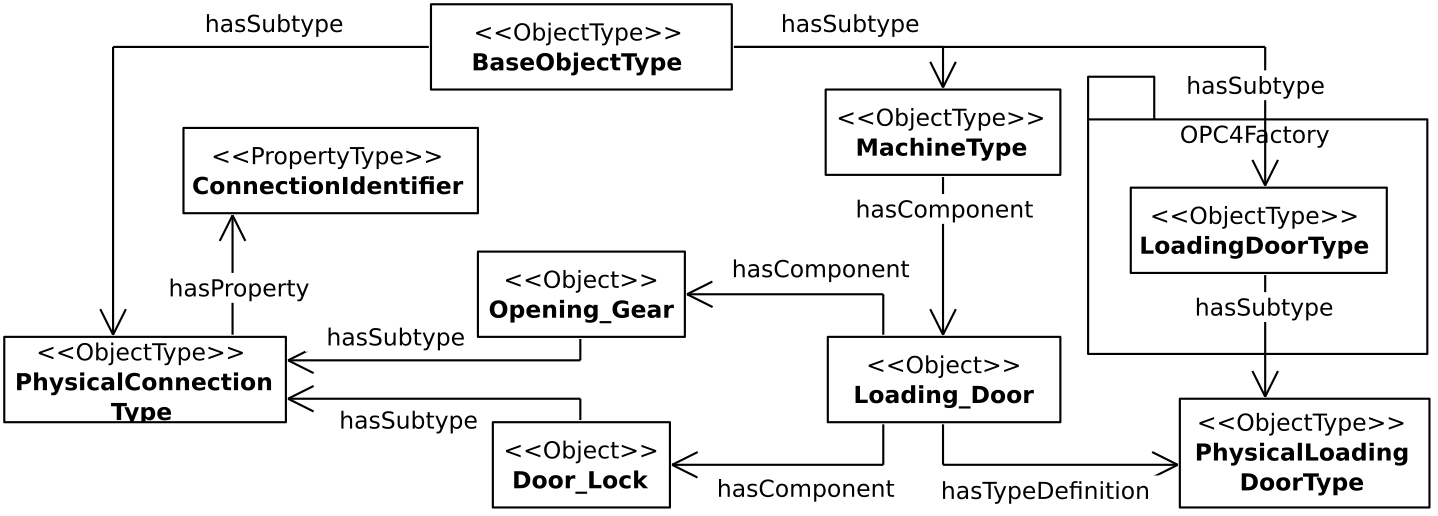 hasSubtype
<<ObjectType>>
BaseObjectType
hasSubtype
hasSubtype
<<ObjectType>>
MachineType
OPC4Factory
<<PropertyType>>
ConnectionIdentifier
hasComponent
<<ObjectType>>
LoadingDoorType
hasProperty
<<Object>>
Opening_Gear
hasComponent
hasSubtype
hasSubtype
<<ObjectType>>
PhysicalConnection
Type
<<Object>>
Loading_Door
hasSubtype
<<Object>>
Door_Lock
hasComponent
hasTypeDefinition
<<ObjectType>>
PhysicalLoading
DoorType